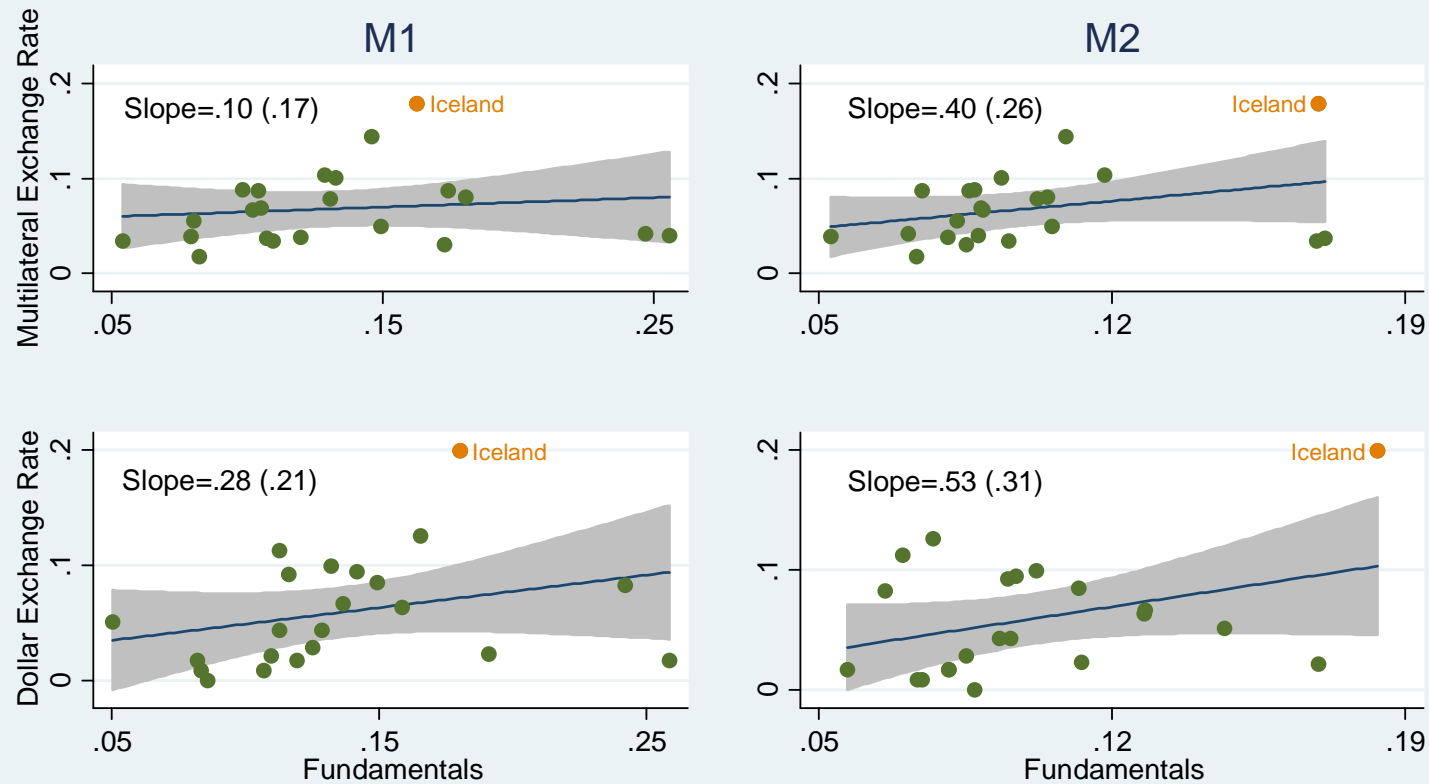 M1
M2
Multilateral Exchange Rate
.2
.1
0
Slope=.10 (.17)
Iceland
.05
.15
.25
.2
.1
0
Slope=.40 (.26)
Iceland
.05
.12
.19
Dollar Exchange Rate
.2
.1
0
Slope=.28 (.21)
Iceland
.05
.15
.25
Fundamentals
.2
.1
0
Slope=.53 (.31)
Iceland
.05
.12
.19
Fundamentals